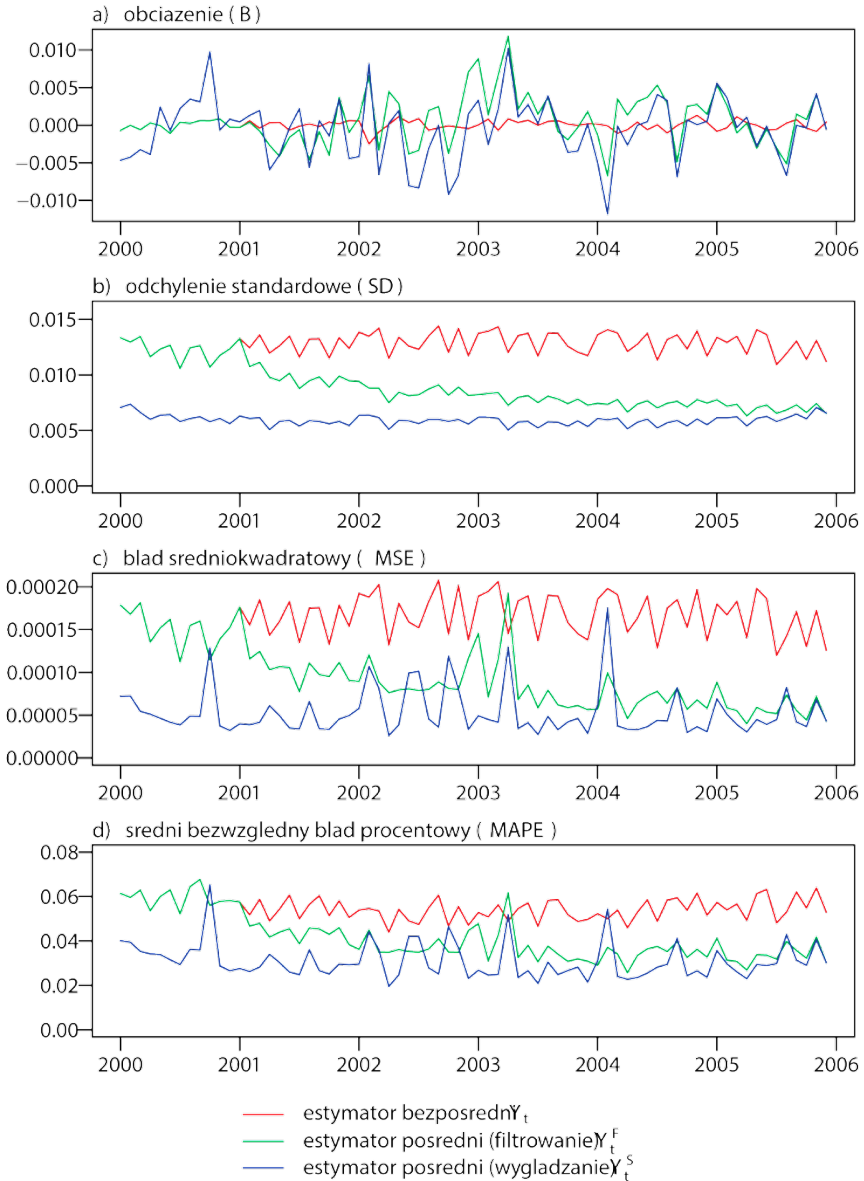 a) obciazenie ( B )
0.010
0.005
0.000
−0.005
−0.010
2000 2001 2002 2003 2004 2005 2006
b) odchylenie standardowe ( SD )
0.015
0.010
0.005
0.000
2000 2001 2002 2003 2004 2005 2006
c) blad sredniokwadratowy ( MSE )
0.00020
0.00015
0.00010
0.00005
0.00000
2000 2001 2002 2003 2004 2005 2006
d) sredni bezwzgledny blad procentowy ( MAPE )
0.08
0.06
0.04
0.02
0.00
2000 2001 2002 2003 2004 2005 2006
estymator bezposredni Y t
estymator posredni (filtrowanie) Y t F
estymator posredni (wygladzanie) Y t S